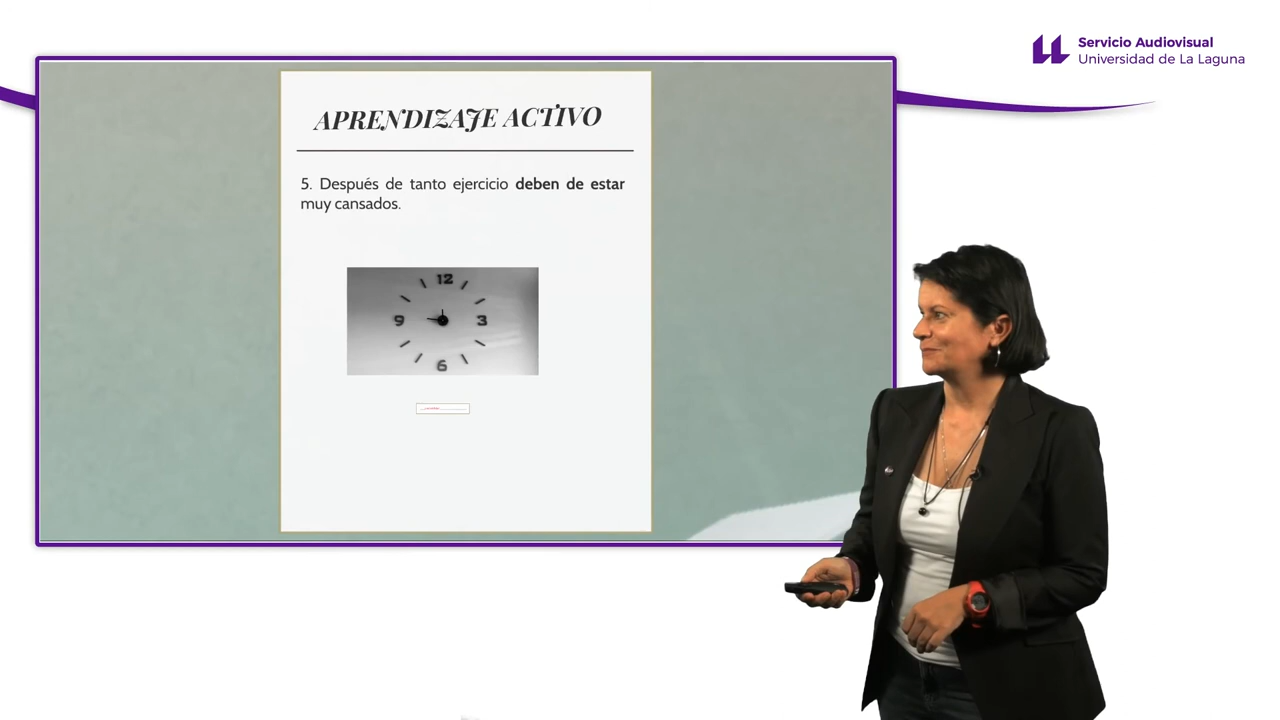 Servicio Audiovisual
Universidad de La Laguna
APRENDIZAJE ACTIVO
5. Después de tanto ejercicio deben de estar
muy cansados.
12
9 3
6